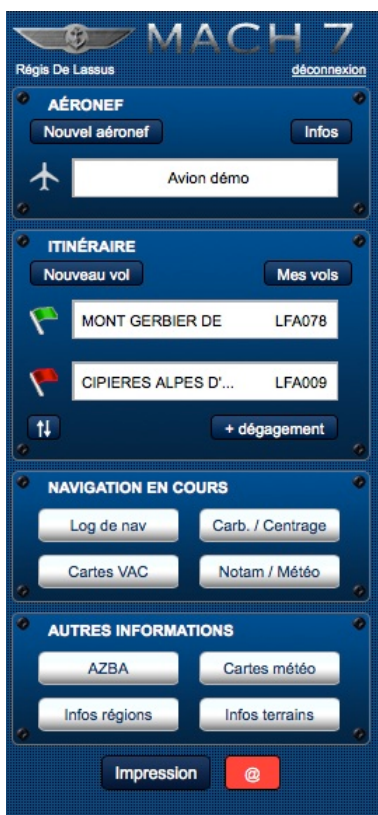 MACH 7
Régis De Lassus déconnexion
AÉRONEF
Nouvel aéronef Infos
Avion démo
ITINÉRAIRE
Nouveau vol Mes vols
MONT GERBIER DE LFA078
CIPIERES ALPES D'... LFA009
+ dégagement
NAVIGATION EN COURS
Log de nav Carb. / Centrage
Cartes VAC Notam / Météo
AUTRES INFORMATIONS
AZBA Cartes météo
Infos régions Infos terrains
Impression @